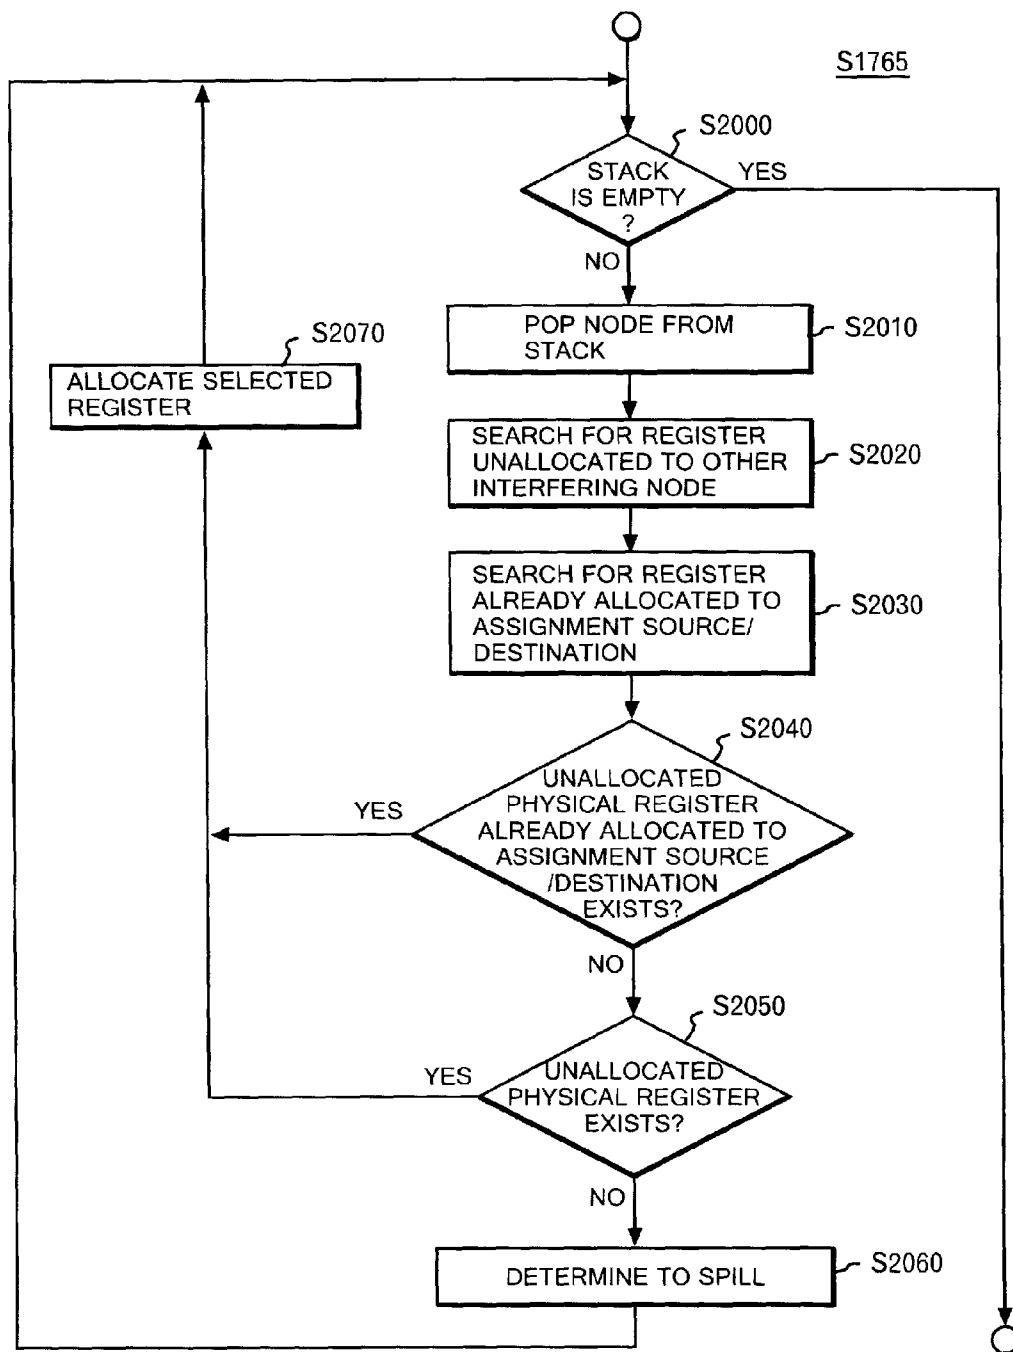 S1765
S2000
STACK
IS EMPTY
?
YES
NO
POP NODE FROM
STACK
S2010
S2070
ALLOCATE SELECTED
REGISTER
SEARCH FOR REGISTER
UNALLOCATED TO OTHER
INTERFERING NODE
S2020
SEARCH FOR REGISTER
ALREADY ALLOCATED TO
ASSIGNMENT SOURCE/
DESTINATION
S2030
S2040
UNALLOCATED
PHYSICAL REGISTER
ALREADY ALLOCATED TO
ASSIGNMENT SOURCE
/DESTINATION
EXISTS?
YES
NO
S2050
UNALLOCATED
PHYSICAL REGISTER
EXISTS?
YES
NO
DETERMINE TO SPILL
S2060